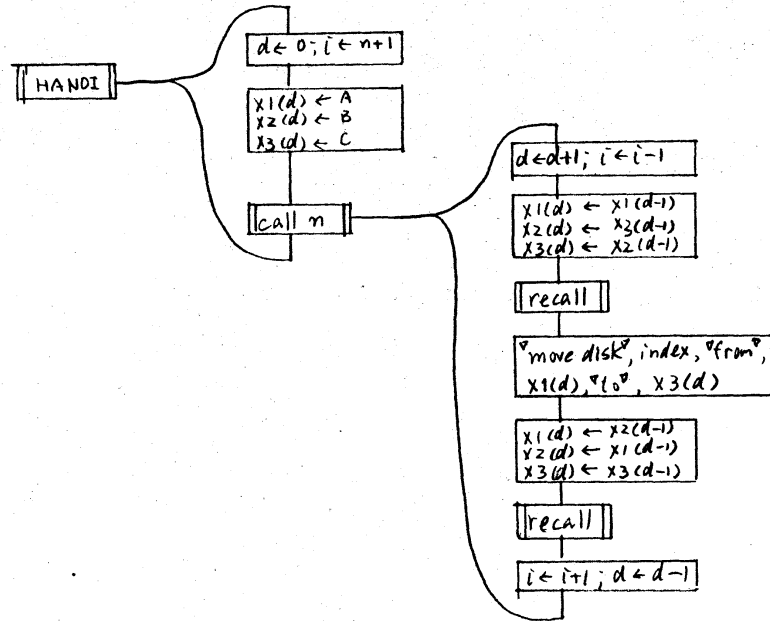 HANOI
d ← 0; i ← n+1
x1(d) ← A
x2(d) ← B
x3(d) ← C
call n
d ← d+1; i ← i-1
x1(d) ← x1(d-1)
x2(d) ← x3(d-1)
x3(d) ← x2(d-1)
recall
"move disk", index, "from",
x1(d), "to", x3(d)
x1(d) ← x2(d-1)
x2(d) ← x1(d-1)
x3(d) ← x3(d-1)
recall
i ← i+1; d ← d-1